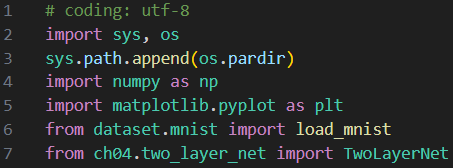 1 # coding: utf-8
2 import sys, os
3 sys.path.append(os.pardir)
4 import numpy as np
5 import matplotlib.pyplot as plt
6 from dataset.mnist import load_mnist
7 from ch04.two_layer_net import TwoLayerNet